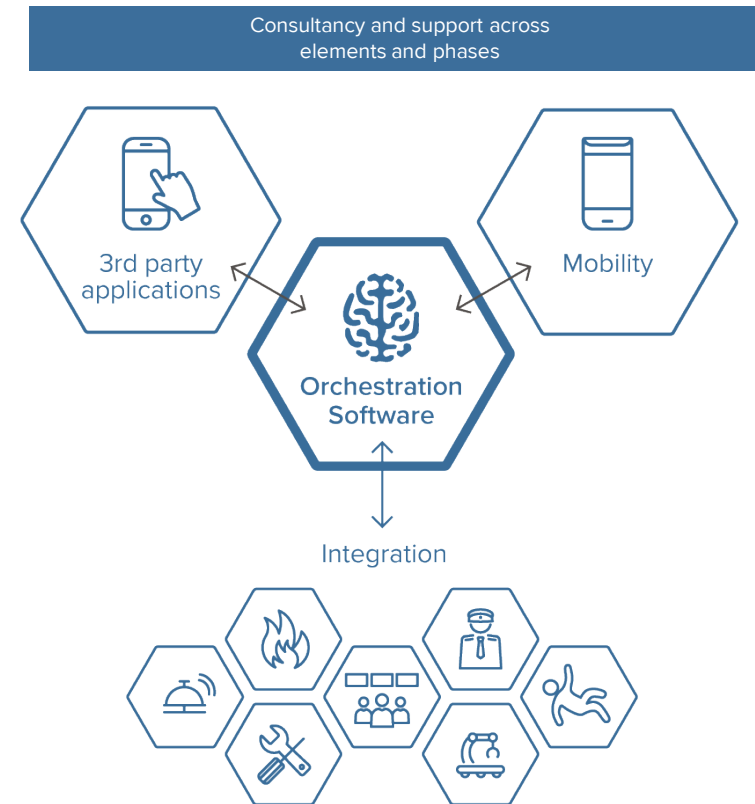 Consultancy and support across
elements and phases
3rd party
applications
Mobility
Orchestration
Software
Integration